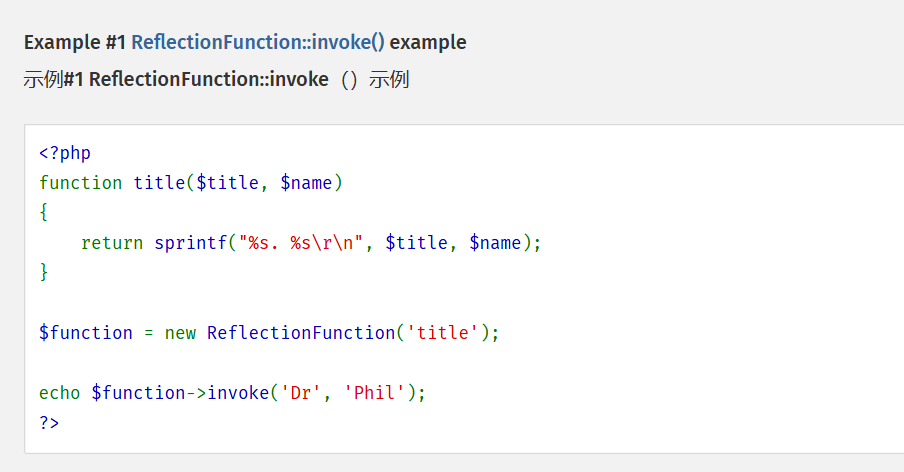 Example #1 ReflectionFunction::invoke() example
示例#1 ReflectionFunction::invoke（）示例
<?php
function title($title, $name)
{
    return sprintf("%s. %s\r\n", $title, $name);
}
$function = new ReflectionFunction('title');
echo $function->invoke('Dr', 'Phil');
?>